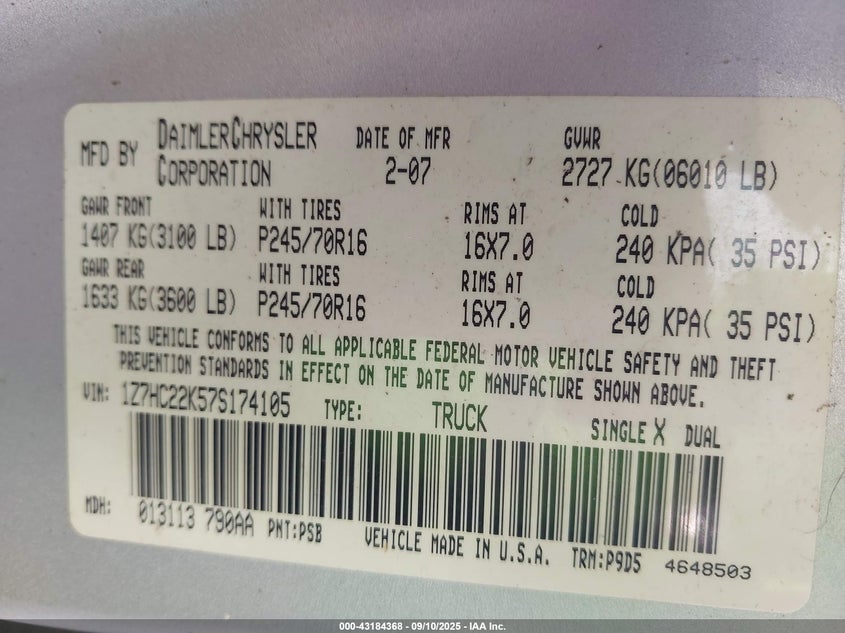 MFD BY DAIMLERCHRYSLER CORPORATION DATE OF MFR 2-07 GVWR 2727 KG(06010 LB)
GAWR FRONT WITH TIRES RIMS AT COLD
1407 KG(3100 LB) P245/70R16 16X7.0 240 KPA( 35 PSI)
GAWR REAR WITH TIRES RIMS AT COLD
1633 KG(3600 LB) P245/70R16 16X7.0 240 KPA( 35 PSI)
THIS VEHICLE CONFORMS TO ALL APPLICABLE FEDERAL MOTOR VEHICLE SAFETY AND THEFT
PREVENTION STANDARDS IN EFFECT ON THE DATE OF MANUFACTURE SHOWN ABOVE.
VIN: 1Z7HC22K57S174105 TYPE: TRUCK SINGLE X DUAL
MDH: 013113 790AA PNT:PSB VEHICLE MADE IN U.S.A. TRM:P9D5 4648503
000-43184368 - 09/10/2025 - IAA Inc.